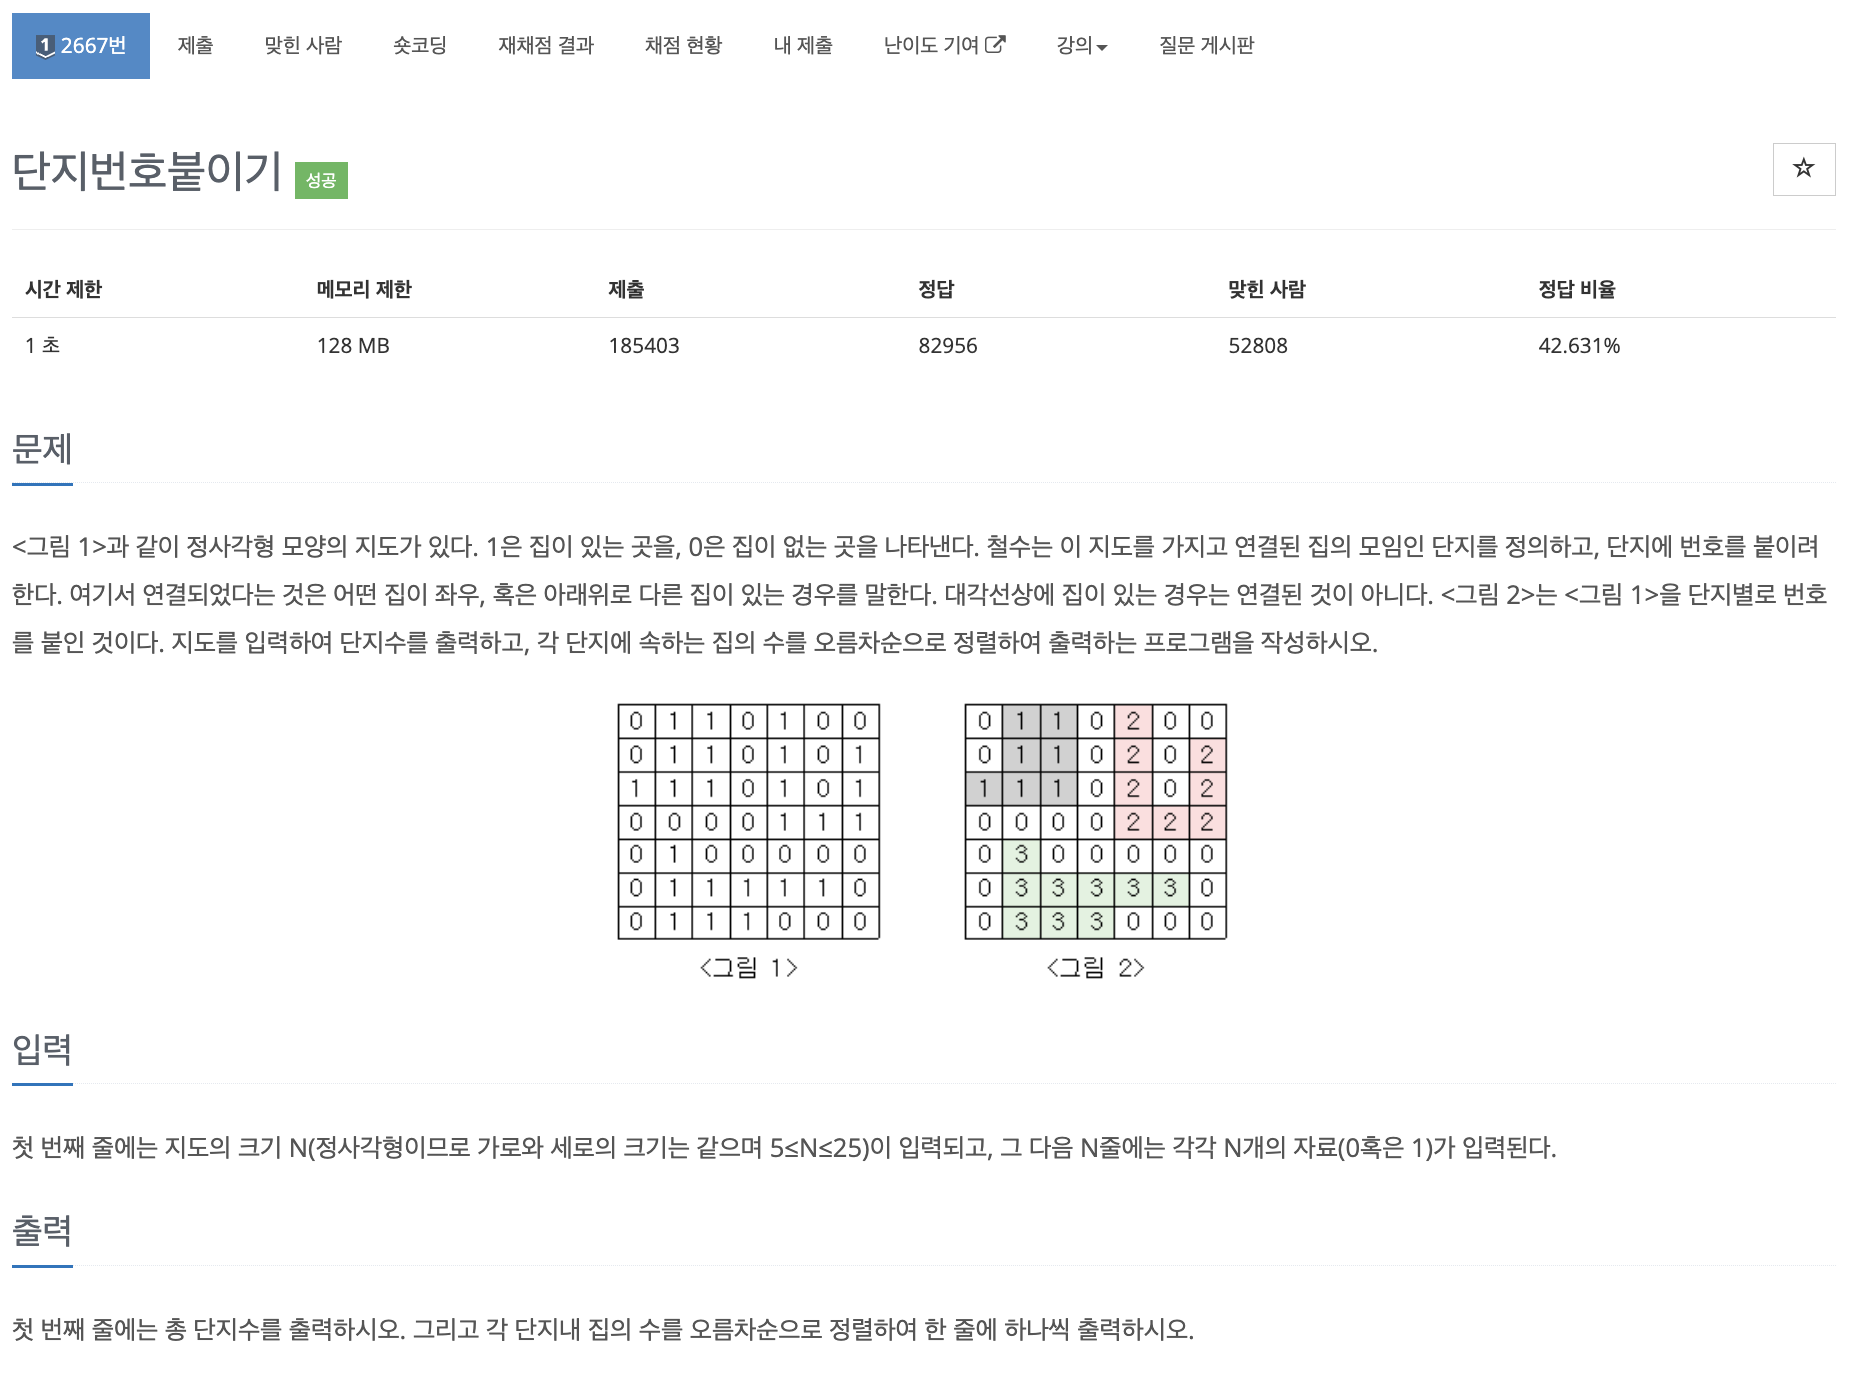 1 2667번 제출 맞힌 사람 숏코딩 재채점 결과 채점 현황 내 제출 난이도 기여 강의 질문 게시판
단지번호붙이기 성공
시간 제한 메모리 제한 제출 정답 맞힌 사람 정답 비율
1 초 128 MB 185403 82956 52808 42.631%
문제
<그림 1>과 같이 정사각형 모양의 지도가 있다. 1은 집이 있는 곳을, 0은 집이 없는 곳을 나타낸다. 철수는 이 지도를 가지고 연결된 집의 모임인 단지를 정의하고, 단지에 번호를 붙이려
한다. 여기서 연결되었다는 것은 어떤 집이 좌우, 혹은 아래위로 다른 집이 있는 경우를 말한다. 대각선상에 집이 있는 경우는 연결된 것이 아니다. <그림 2>는 <그림 1>을 단지별로 번호
를 붙인 것이다. 지도를 입력하여 단지수를 출력하고, 각 단지에 속하는 집의 수를 오름차순으로 정렬하여 출력하는 프로그램을 작성하시오.
0 1 1 0 1 0 0
0 1 1 0 1 0 1
1 1 1 0 1 0 1
0 0 0 0 1 1 1
0 1 0 0 0 0 0
0 1 1 1 1 1 0
0 1 1 1 0 0 0
<그림 1>
0 1 1 0 2 0 0
0 1 1 0 2 0 2
1 1 1 0 2 0 2
0 0 0 0 2 2 2
0 3 0 0 0 0 0
0 3 3 3 3 3 0
0 3 3 3 0 0 0
<그림 2>
입력
첫 번째 줄에는 지도의 크기 N(정사각형이므로 가로와 세로의 크기는 같으며 5≤N≤25)이 입력되고, 그 다음 N줄에는 각각 N개의 자료(0혹은 1)가 입력된다.
출력
첫 번째 줄에는 총 단지수를 출력하시오. 그리고 각 단지내 집의 수를 오름차순으로 정렬하여 한 줄에 하나씩 출력하시오.